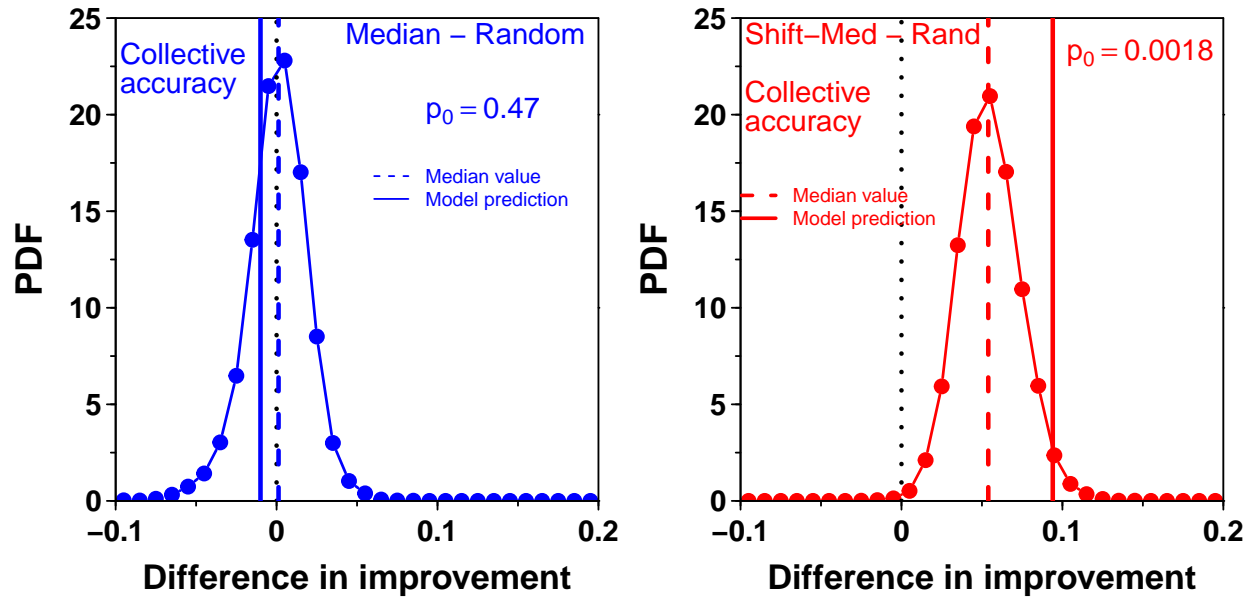 Median – Random
Collective
accuracy
p0 = 0.47
Median value
Model prediction
PDF
25
20
15
10
5
0
−0.1
0
0.1
0.2
Difference in improvement
Shift–Med – Rand
p0 = 0.0018
Collective
accuracy
Median value
Model prediction
PDF
25
20
15
10
5
0
−0.1
0
0.1
0.2
Difference in improvement